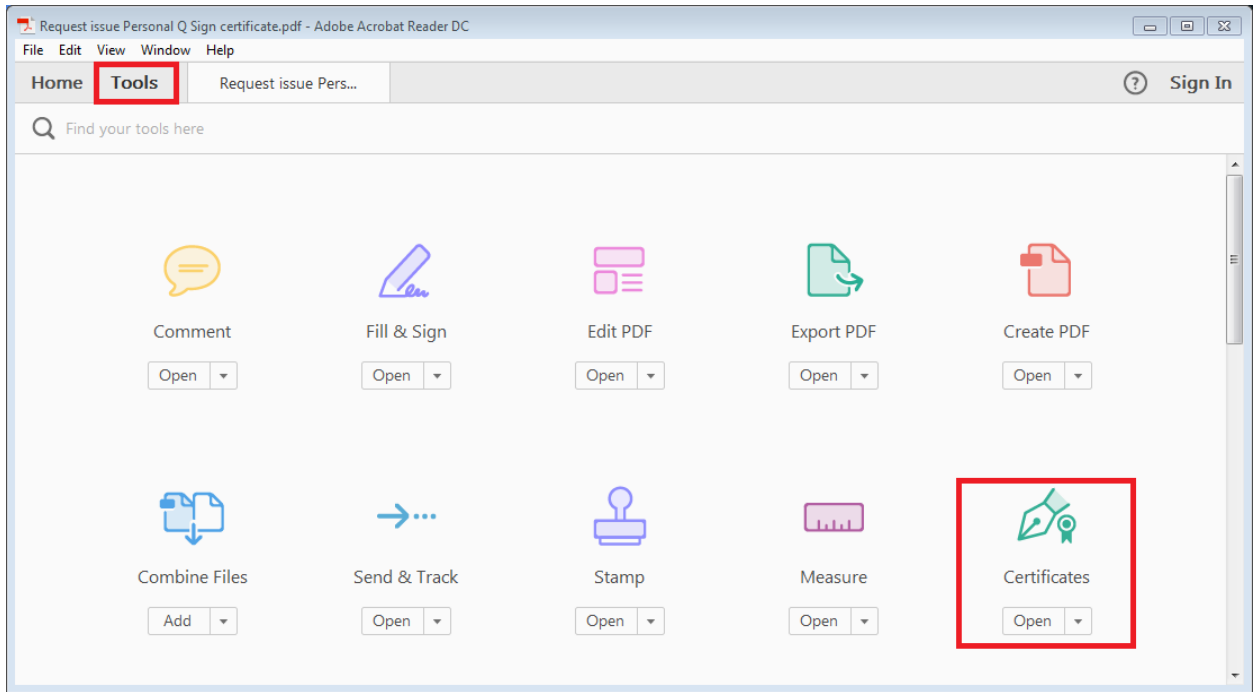 Request issue Personal Q Sign certificate.pdf - Adobe Acrobat Reader DC
File Edit View Window Help
Home Tools Request issue Pers... ? Sign In
Find your tools here
Comment Fill & Sign Edit PDF Export PDF Create PDF
Open Open Open Open Open
Combine Files Send & Track Stamp Measure Certificates
Add Open Open Open Open